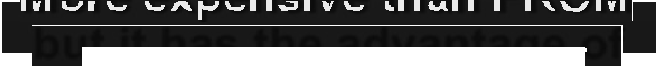 More expensive than PROM,
but it has the advantage of